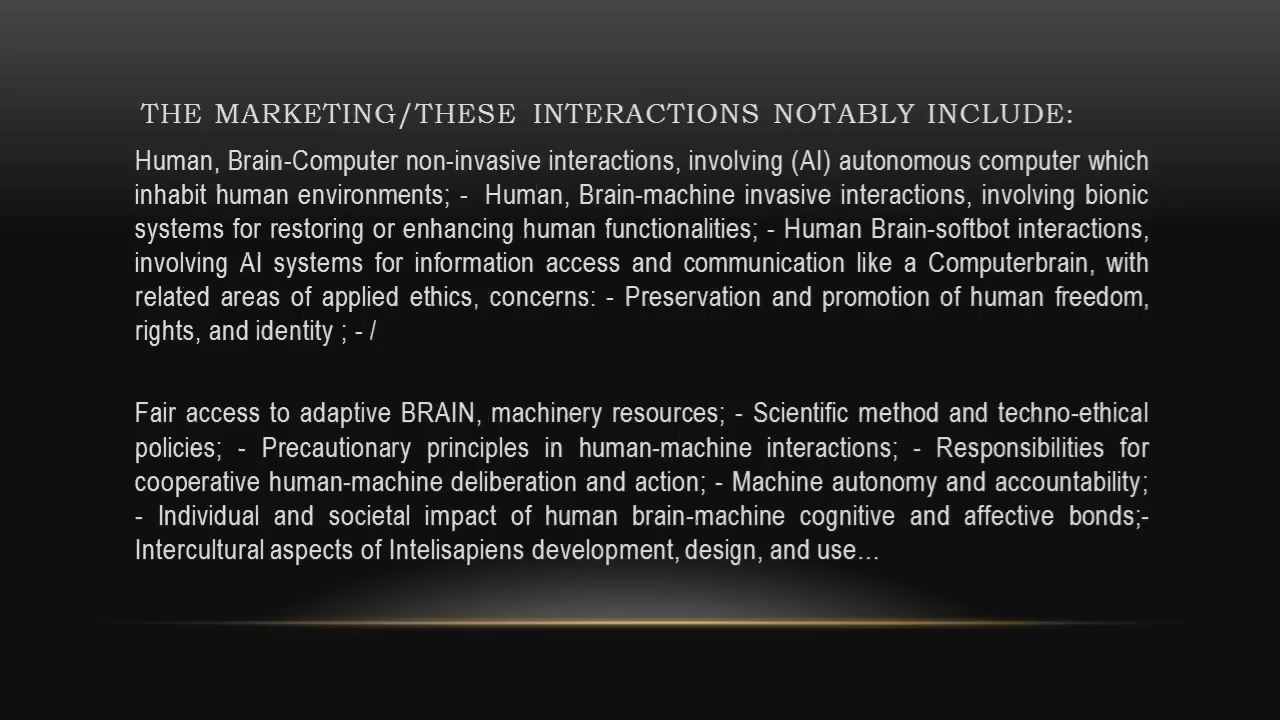 THE MARKETING/THESE INTERACTIONS NOTABLY INCLUDE:
Human, Brain-Computer non-invasive interactions, involving (AI) autonomous computer which
inhabit human environments; - Human, Brain-machine invasive interactions, involving bionic
systems for restoring or enhancing human functionalities; - Human Brain-softbot interactions,
involving AI systems for information access and communication like a Computerbrain, with
related areas of applied ethics, concerns: - Preservation and promotion of human freedom,
rights, and identity ; - /
Fair access to adaptive BRAIN, machinery resources; - Scientific method and techno-ethical
policies; - Precautionary principles in human-machine interactions; - Responsibilities for
cooperative human-machine deliberation and action; - Machine autonomy and accountability;
- Individual and societal impact of human brain-machine cognitive and affective bonds;-
Intercultural aspects of Intelisapiens development, design, and use...